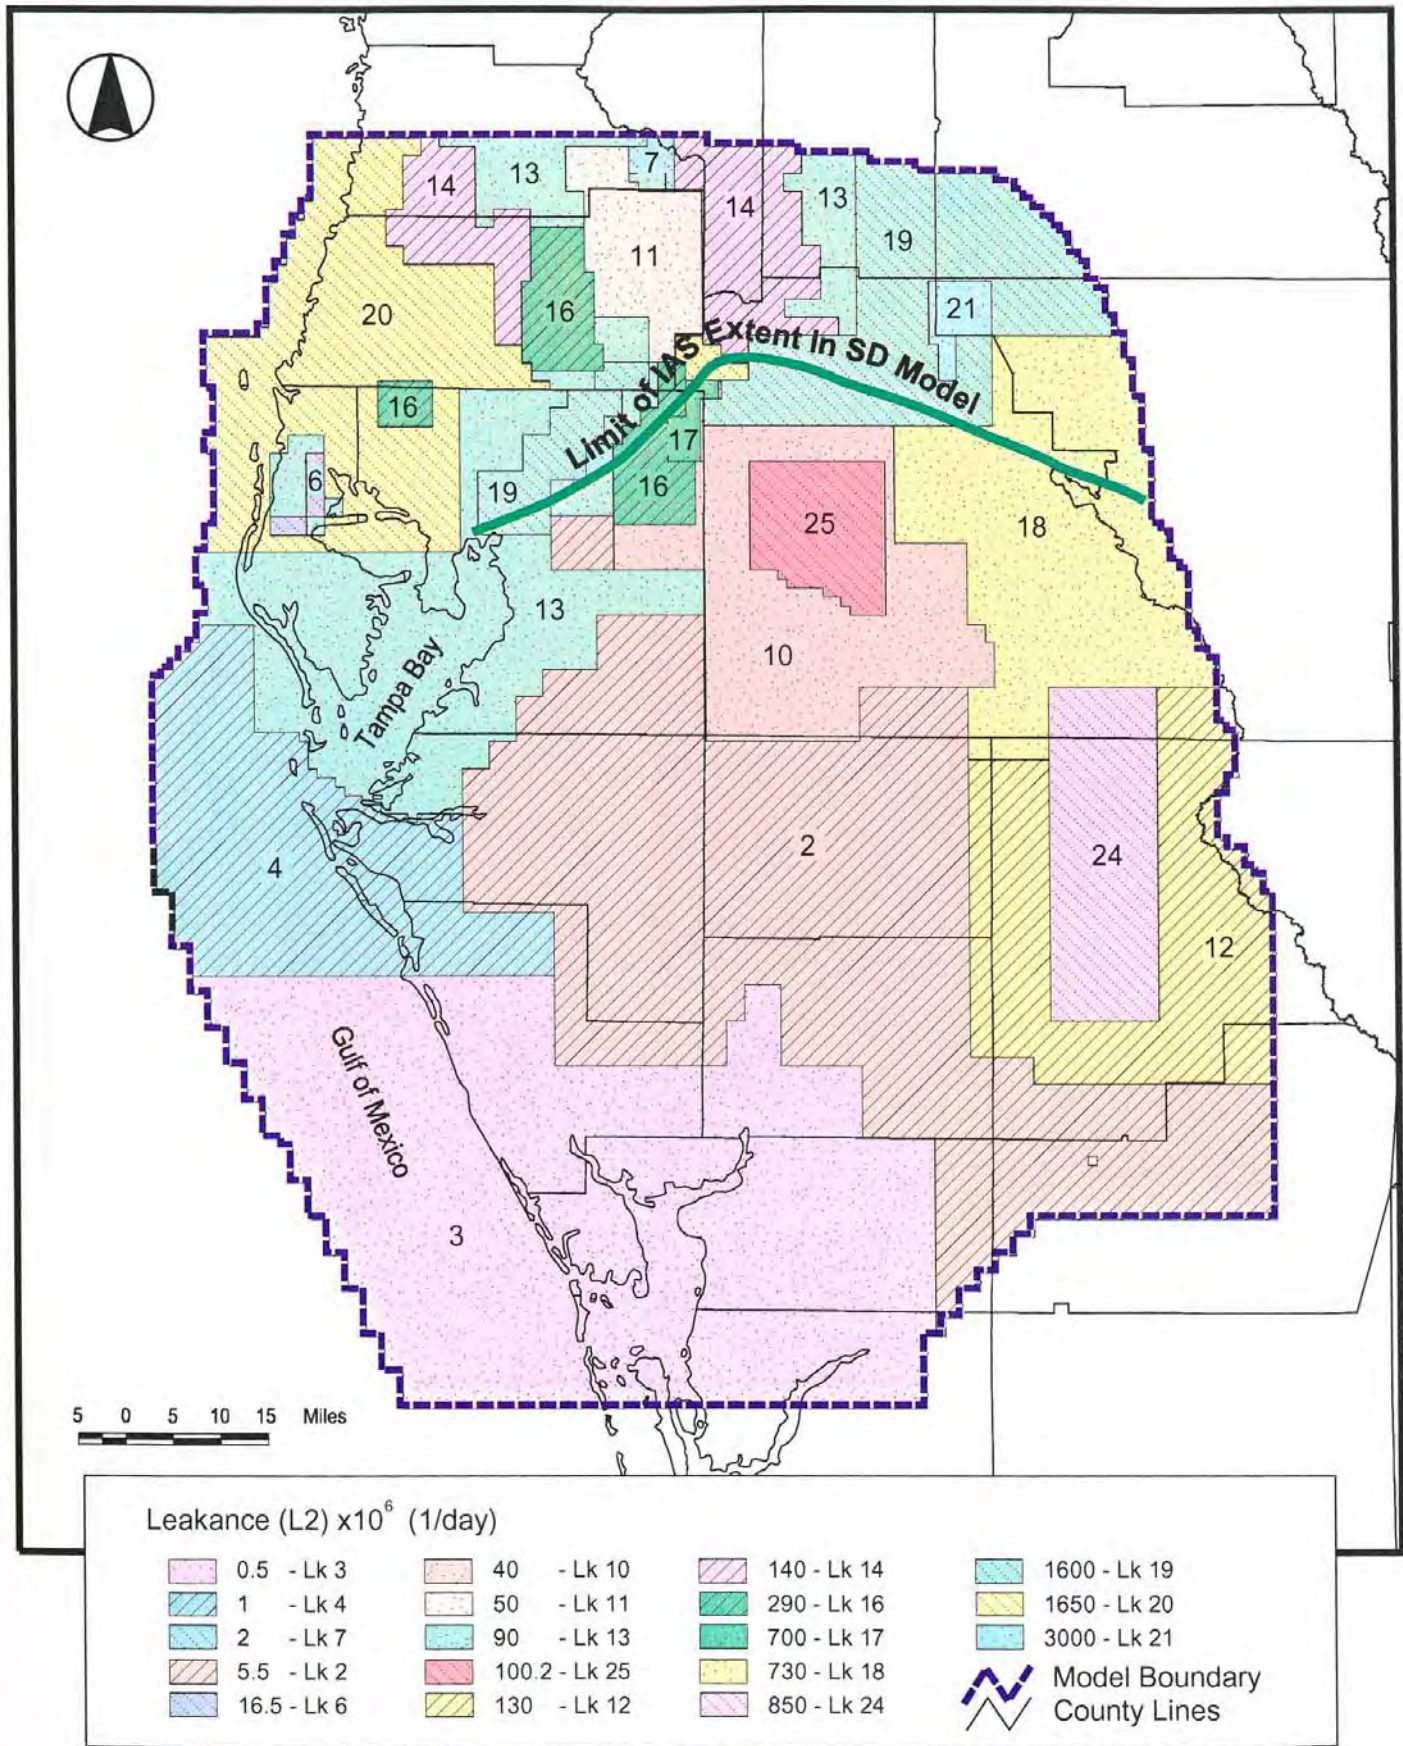 7
13
14
14
13
19
11
20
16
21
Limit of IAS Extent in SD Model
16
17
6
19
16
25
18
13
10
Tampa Bay
2
4
24
12
Gulf of Mexico
3
5 0 5 10 15 Miles
Leakance (L2) x10⁶ (1/day)
0.5 - Lk 3
1 - Lk 4
2 - Lk 7
5.5 - Lk 2
16.5 - Lk 6
40 - Lk 10
50 - Lk 11
90 - Lk 13
100.2 - Lk 25
130 - Lk 12
140 - Lk 14
290 - Lk 16
700 - Lk 17
730 - Lk 18
850 - Lk 24
1600 - Lk 19
1650 - Lk 20
3000 - Lk 21
Model Boundary
County Lines